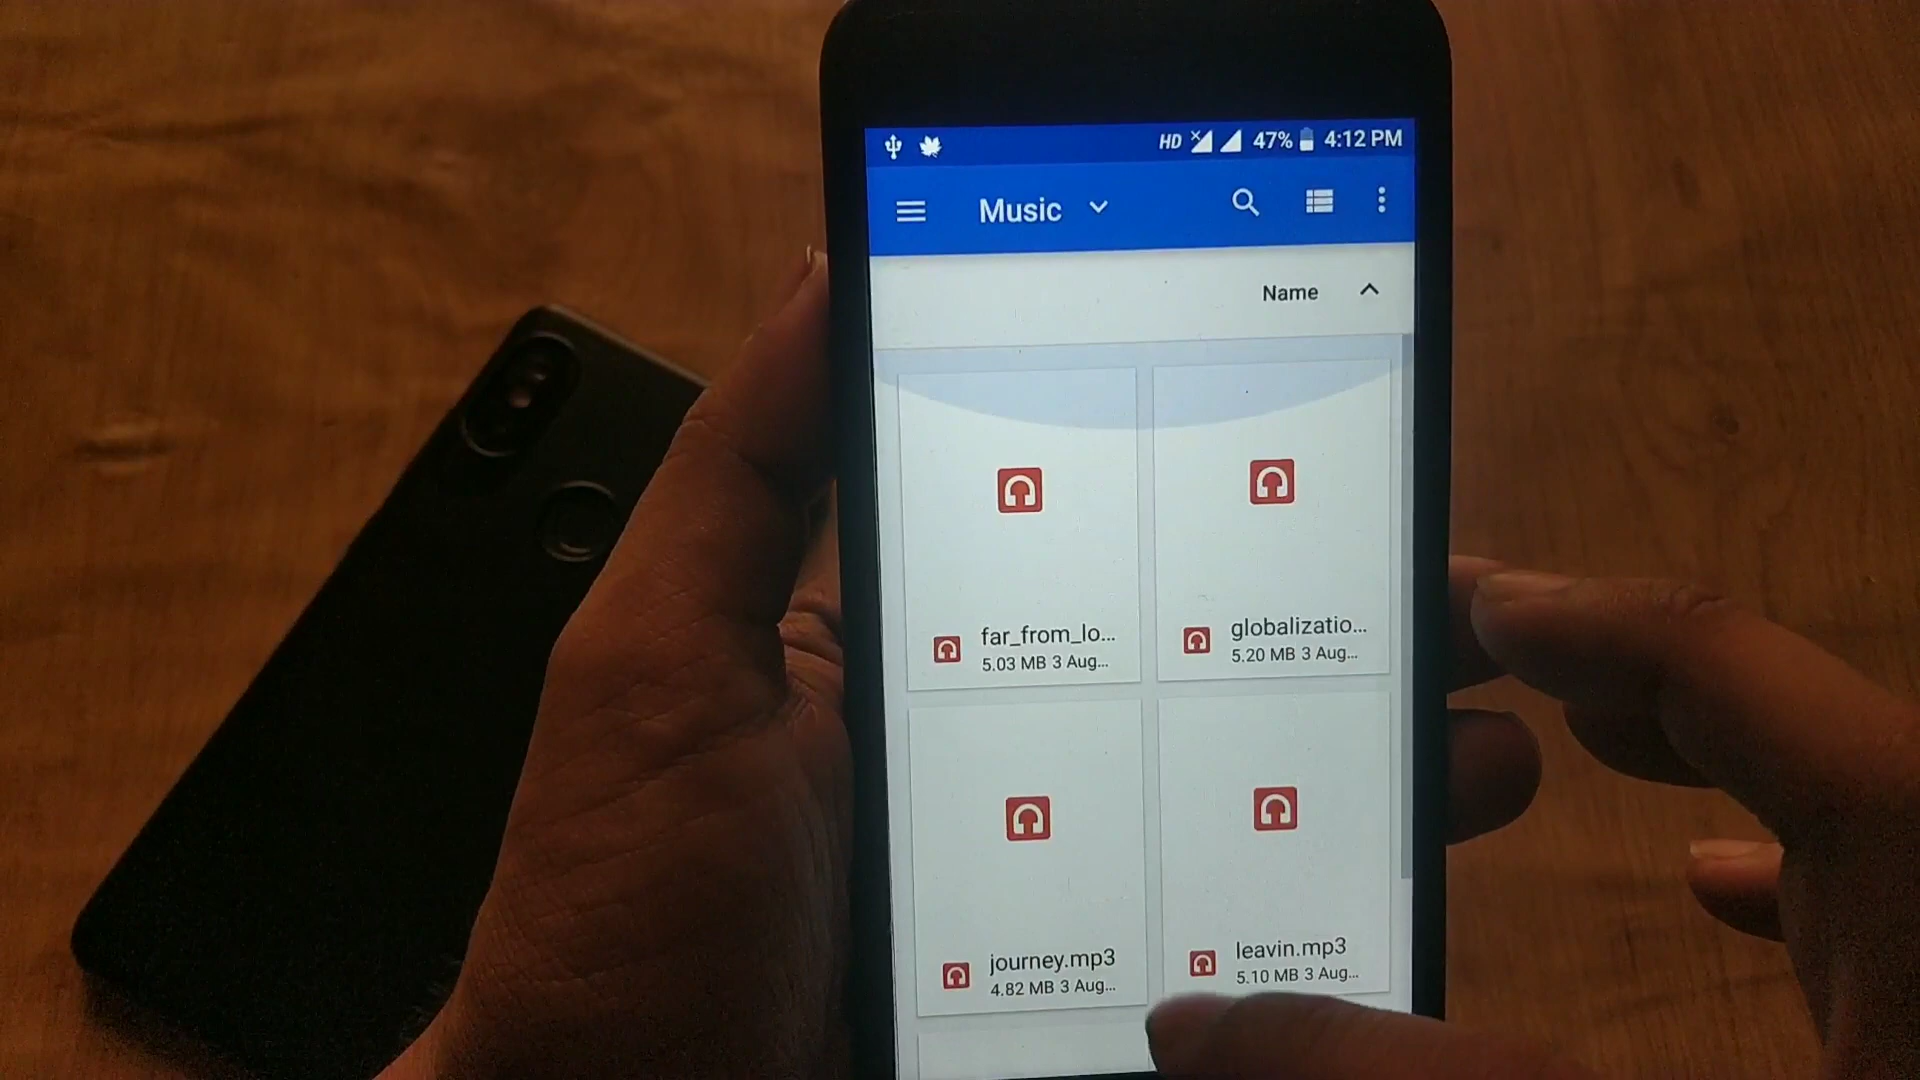 HD 47% 4:12 PM
Music
Name
far_from_lo...
5.03 MB 3 Aug...
globalizatio...
5.20 MB 3 Aug...
journey.mp3
4.82 MB 3 Aug...
leavin.mp3
5.10 MB 3 Aug...